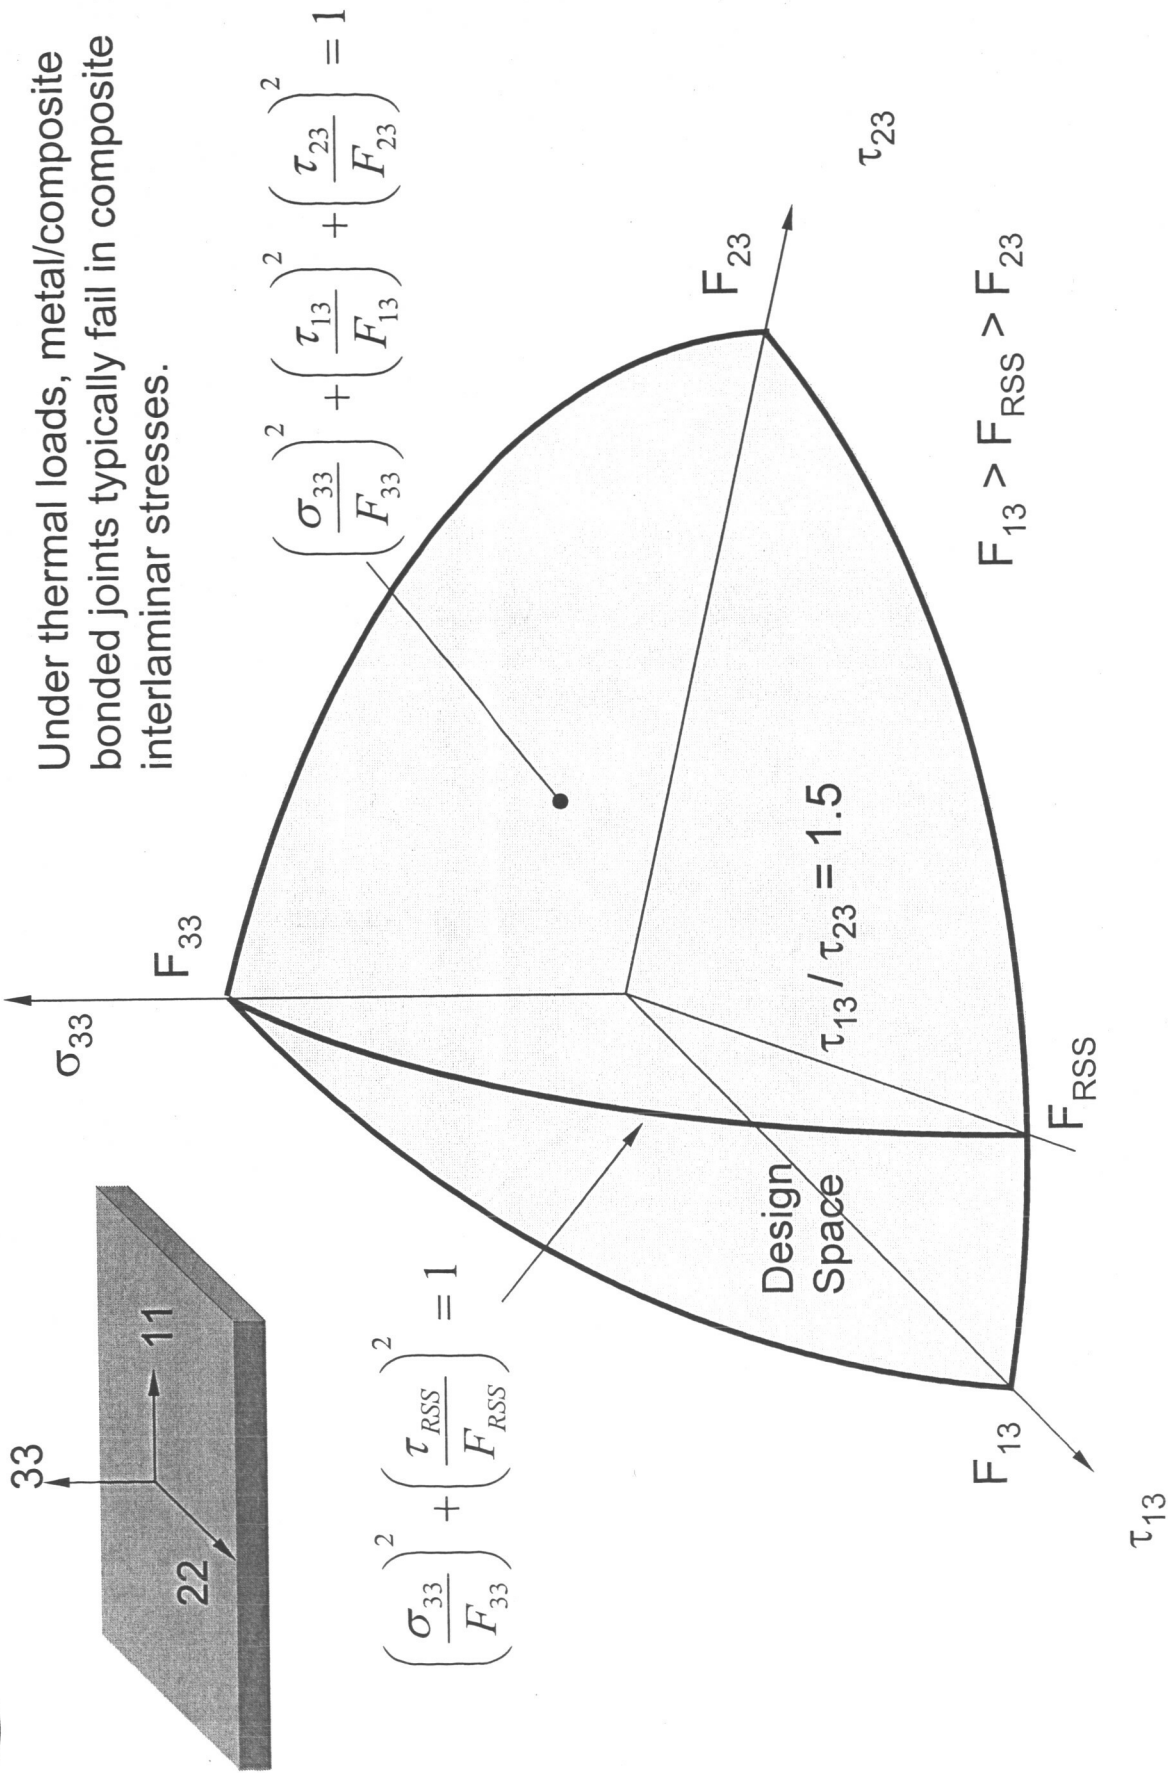 Under thermal loads, metal/composite
bonded joints typically fail in composite
interlaminar stresses.
33
11
22
σ33
F33
(σ33/F33)² + (τ13/F13)² + (τ23/F23)² = 1
(σ33/F33)² + (τRSS/FRSS)² = 1
Design
Space
τ13 / τ23 = 1.5
F23
τ23
F13
τ13
FRSS
F13 > FRSS > F23